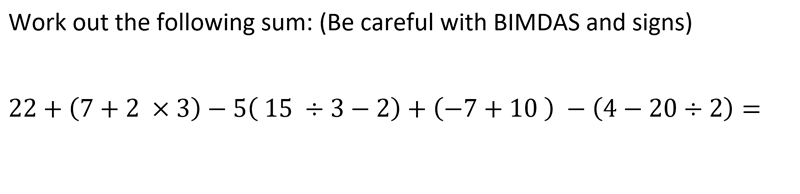 Work out the following sum: (Be careful with BIMDAS and signs)
22 + (7 + 2 × 3) − 5( 15 ÷ 3 − 2) + (−7 + 10 ) − (4 − 20 ÷ 2) =